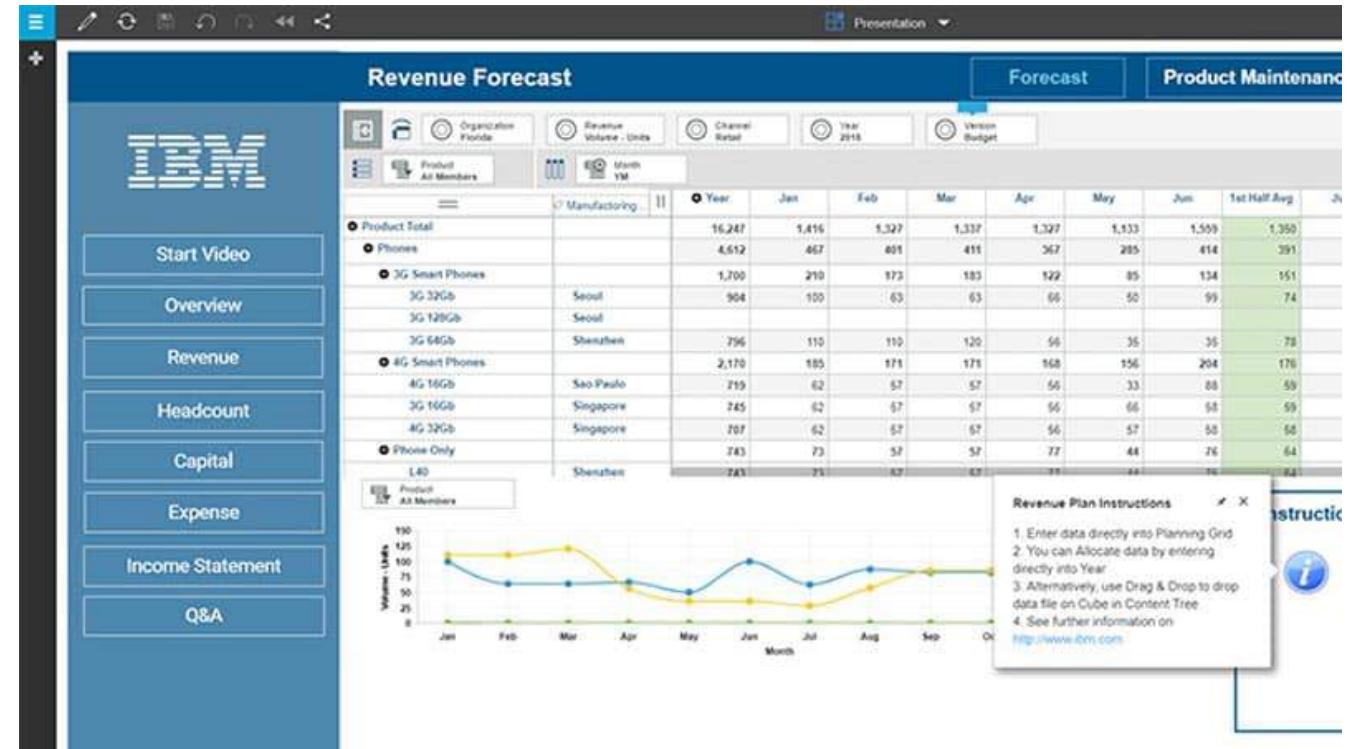 Presentation
Revenue Forecast
Forecast
Product Maintenanc
IBM
Start Video
Overview
Revenue
Headcount
Capital
Expense
Income Statement
Q&A
Organization Florida
Revenue Volume - Units
Channel Retail
Year 2018
Version Budget
Product All Members
Month YM
Manufacturing... Year Jan Feb Mar Apr May Jun 1st Half Avg
Product Total 16,247 1,416 1,327 1,337 1,327 1,133 1,559 1,350
Phones 4,612 467 401 411 367 285 414 391
3G Smart Phones 1,700 210 173 183 122 85 134 151
3G 32Gb Seoul 904 100 63 63 66 50 99 74
3G 128Gb Seoul
3G 64Gb Shenzhen 796 110 110 120 56 35 35 78
4G Smart Phones 2,170 185 171 171 168 156 204 176
4G 16Gb Sao Paulo 719 62 57 57 56 33 88 59
3G 16Gb Singapore 745 62 57 57 56 66 58 59
4G 32Gb Singapore 707 62 57 57 56 57 58 58
Phone Only 743 73 57 57 77 44 76 64
L40 Shenzhen 743 73 57 57 77 44 76 64
Product All Members
Volume - Units
150
125
100
75
50
25
0
Jan Feb Mar Apr May Jun Jul Aug Sep
Month
Revenue Plan Instructions
1. Enter data directly into Planning Grid
2. You can Allocate data by entering
directly into Year
3. Alternatively, use Drag & Drop to drop
data file on Cube in Content Tree
4. See further information on
http://www.ibm.com
nstructio